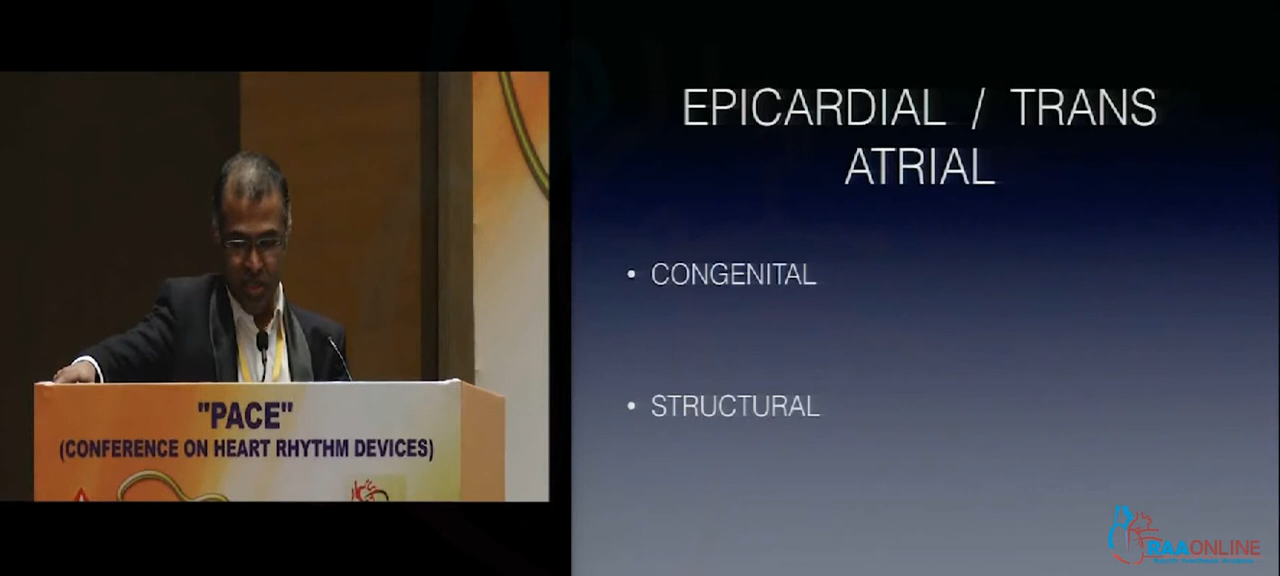 "PACE"
(CONFERENCE ON HEART RHYTHM DEVICES)
EPICARDIAL / TRANS
ATRIAL
• CONGENITAL
• STRUCTURAL
RAAONLINE